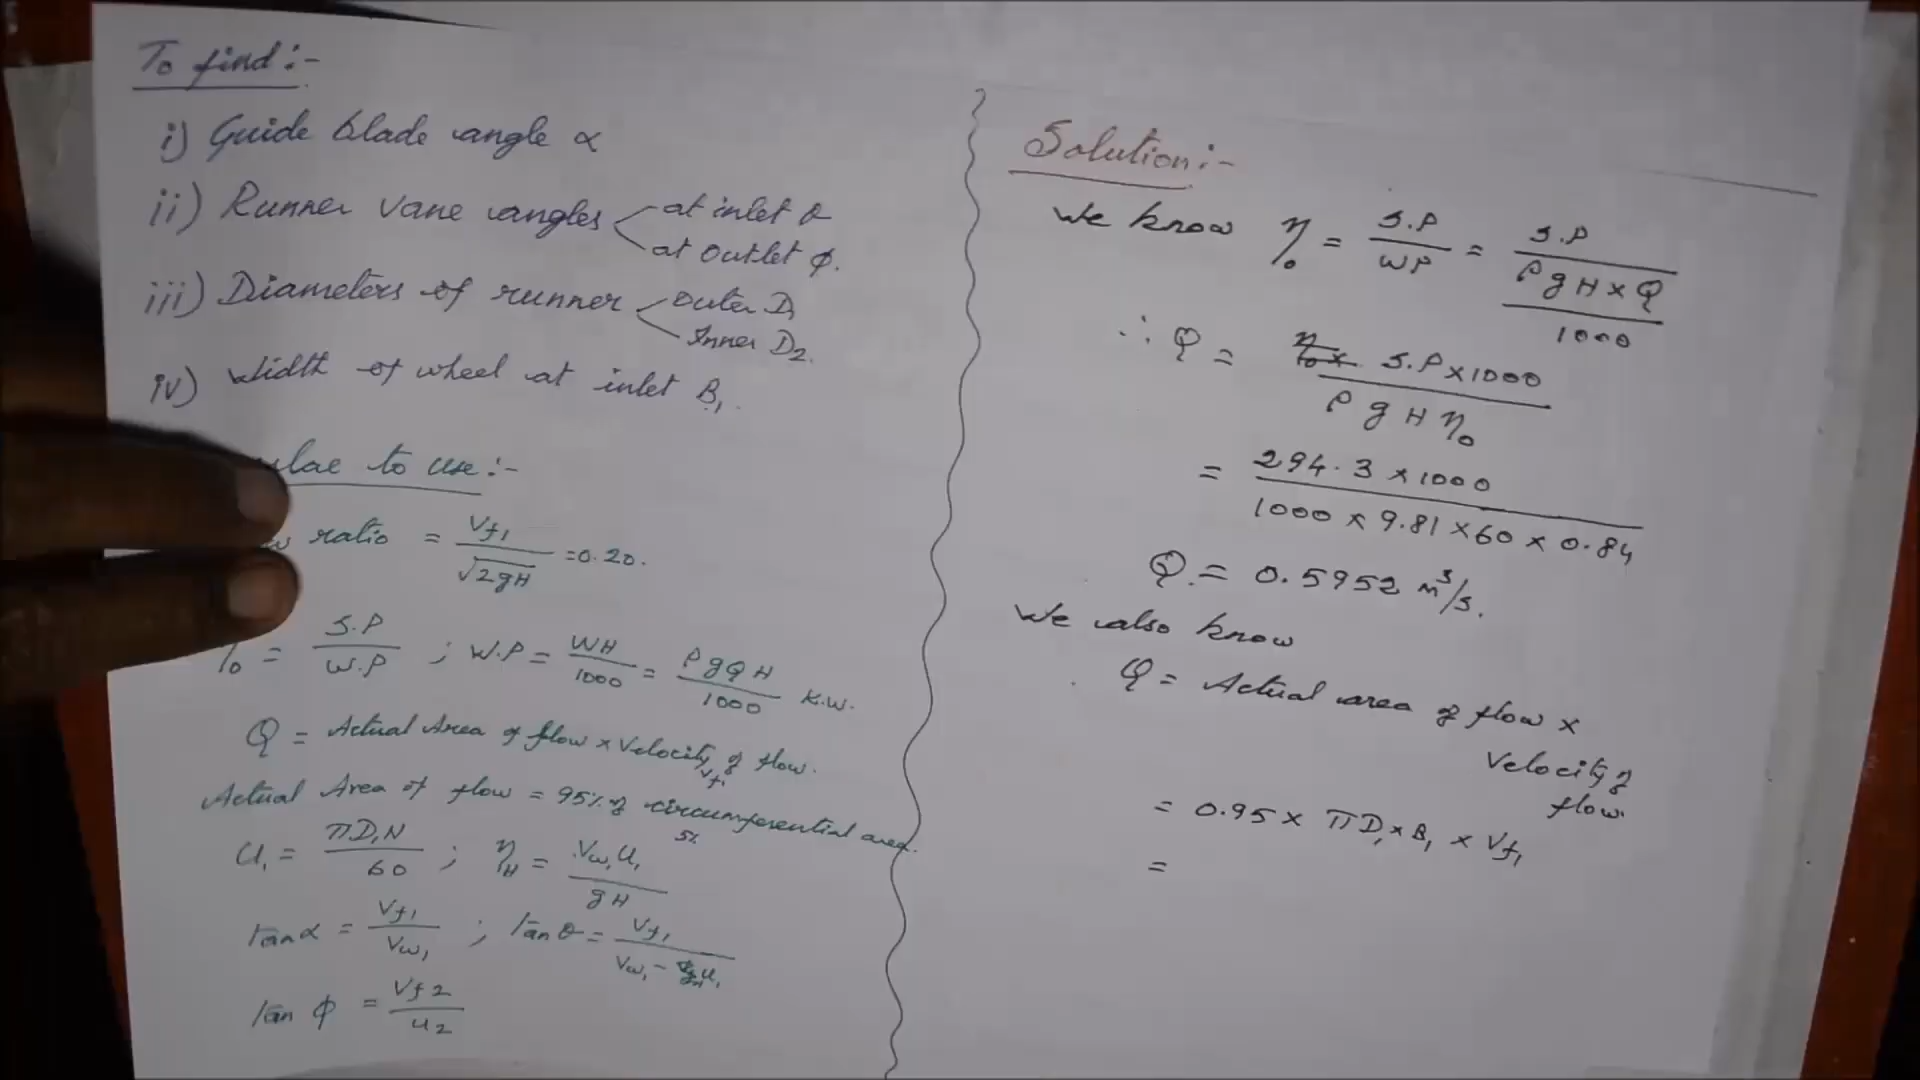 To find :-
i) Guide blade angle α
ii) Runner vane angles
at inlet θ
at outlet φ.
iii) Diameters of runner
Outer D₁
Inner D₂.
iv) Width of wheel at inlet B₁.
ulae to use :-
w ratio = Vf₁ / √2gH = 0.20.
ηo = S.P / W.P ; W.P = WH / 1000 = ρgQH / 1000 K.W.
Q = Actual Area of flow × Velocity of flow.
Vf₁
Actual Area of flow = 95% of circumferential area.
5%
U₁ = πD₁N / 60 ; ηH = Vw₁U₁ / gH
tanα = Vf₁ / Vw₁ ; tanθ = Vf₁ / Vw₁ - U₁
tan φ = Vf2 / u2
Solution :-
We know ηo = S.P / WP = S.P / ρgH×Q / 1000
∴ Q = S.P×1000 / ρ g H ηo
= 294.3 × 1000 / 1000 × 9.81 × 60 × 0.84
Q = 0.5952 m³/s.
We also know
Q = Actual area of flow ×
Velocity of
flow.
= 0.95 × πD₁ × B₁ × Vf₁
=